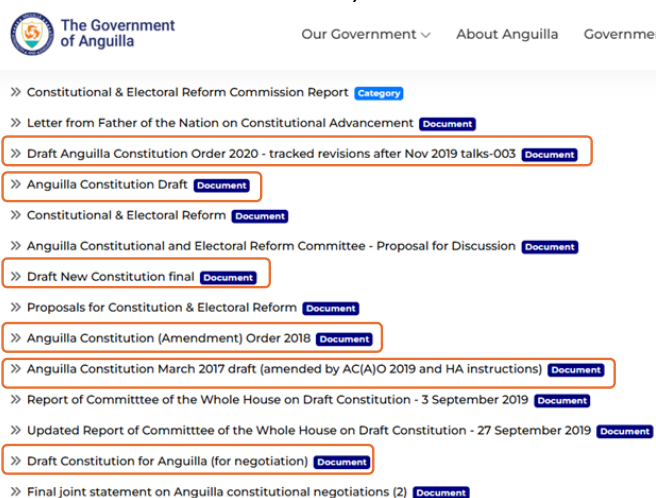 The Government
of Anguilla
Our Government
About Anguilla
» Constitutional & Electoral Reform Commission Report Category
» Letter from Father of the Nation on Constitutional Advancement Document
» Draft Anguilla Constitution Order 2020 - tracked revisions after Nov 2019 talks-003 Document
» Anguilla Constitution Draft Document
» Constitutional & Electoral Reform Document
» Anguilla Constitutional and Electoral Reform Committee - Proposal for Discussion Document
» Draft New Constitution final Document
» Proposals for Constitution & Electoral Reform Document
» Anguilla Constitution (Amendment) Order 2018 Document
» Anguilla Constitution March 2017 draft (amended by AC(A)O 2019 and HA instructions) Document
» Report of Committtee of the Whole House on Draft Constitution - 3 September 2019 Document
» Updated Report of Committtee of the Whole House on Draft Constitution - 27 September 2019 Document
» Draft Constitution for Anguilla (for negotiation) Document
» Final joint statement on Anguilla constitutional negotiations (2) Document